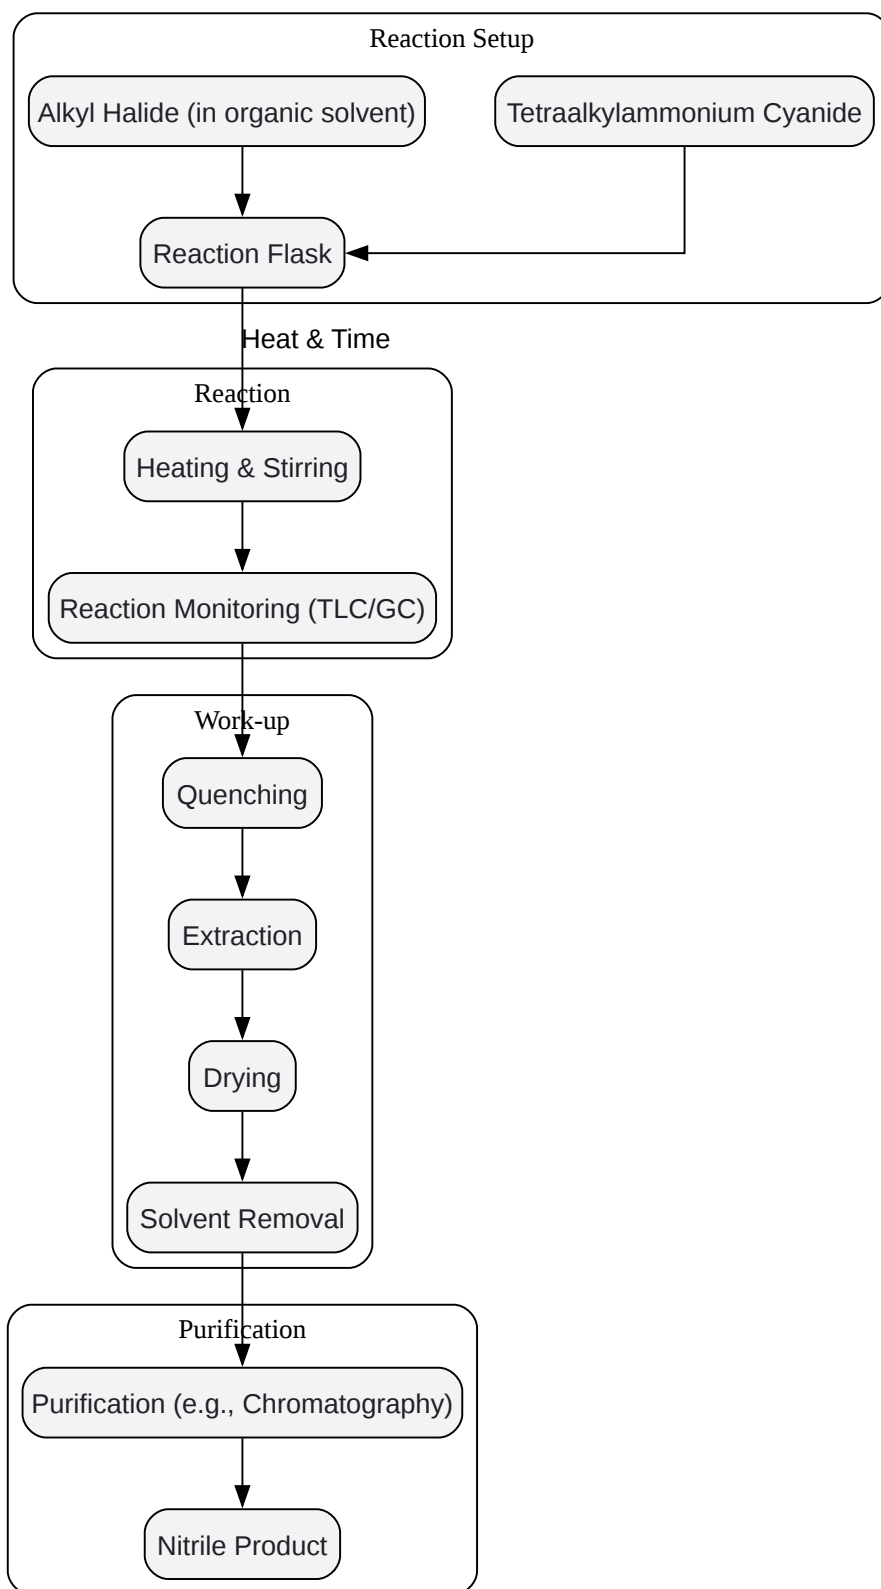 Reaction Setup
Alkyl Halide (in organic solvent)
Tetraalkylammonium Cyanide
Reaction Flask
Heat & Time
Reaction
Heating & Stirring
Reaction Monitoring (TLC/GC)
Work-up
Quenching
Extraction
Drying
Solvent Removal
Purification
Purification (e.g., Chromatography)
Nitrile Product